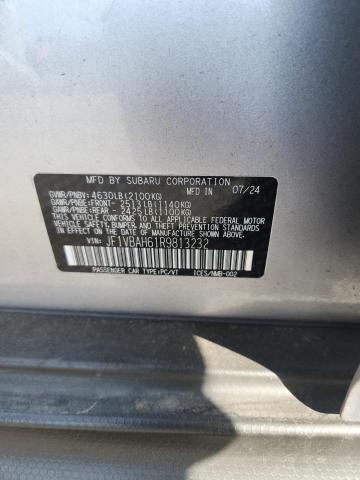 MFD BY SUBARU CORPORATION
MFD IN 07/24
GVWR/PNBV: 4630LB(2100KG)
GAWR/PNBE:FRONT- 2513LB(1140KG)
GAWR/PNBE:REAR - 2425LB(1100KG)
THIS VEHICLE CONFORMS TO ALL APPLICABLE FEDERAL MOTOR
VEHICLE SAFETY, BUMPER, AND THEFT PREVENTION STANDARDS
IN EFFECT ON THE DATE OF MANUFACTURE SHOWN ABOVE.
VIN: JF1VBAH61R9813232
PASSENGER CAR TYPE:PC/VT ICES/NMB-002